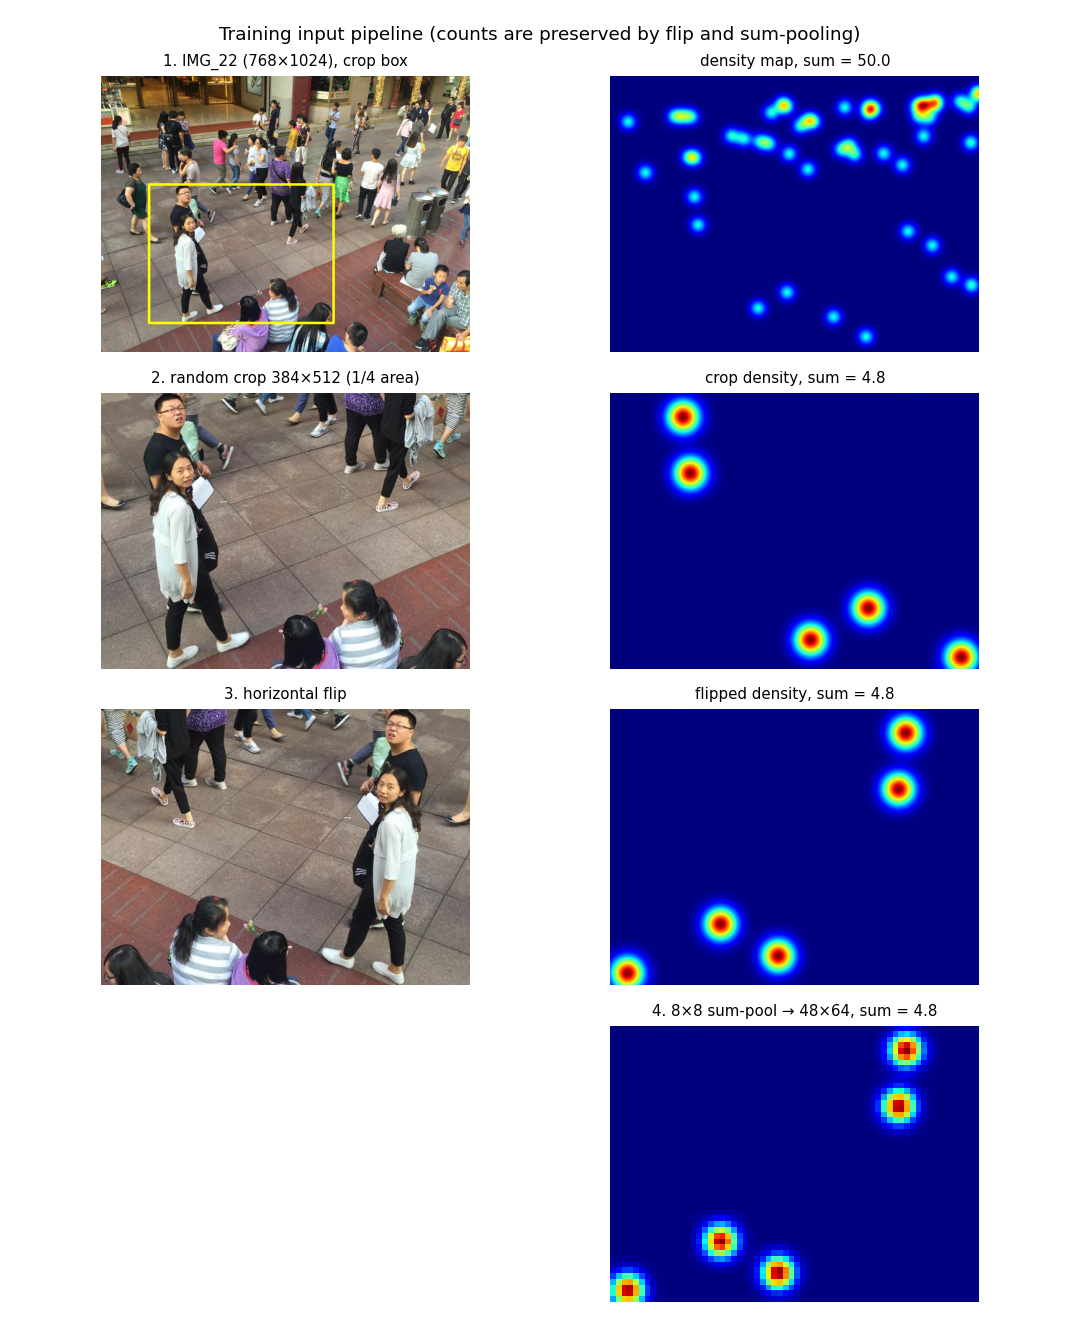 Training input pipeline (counts are preserved by flip and sum-pooling)
1. IMG_22 (768×1024), crop box
density map, sum = 50.0
2. random crop 384×512 (1/4 area)
crop density, sum = 4.8
3. horizontal flip
flipped density, sum = 4.8
4. 8×8 sum-pool → 48×64, sum = 4.8